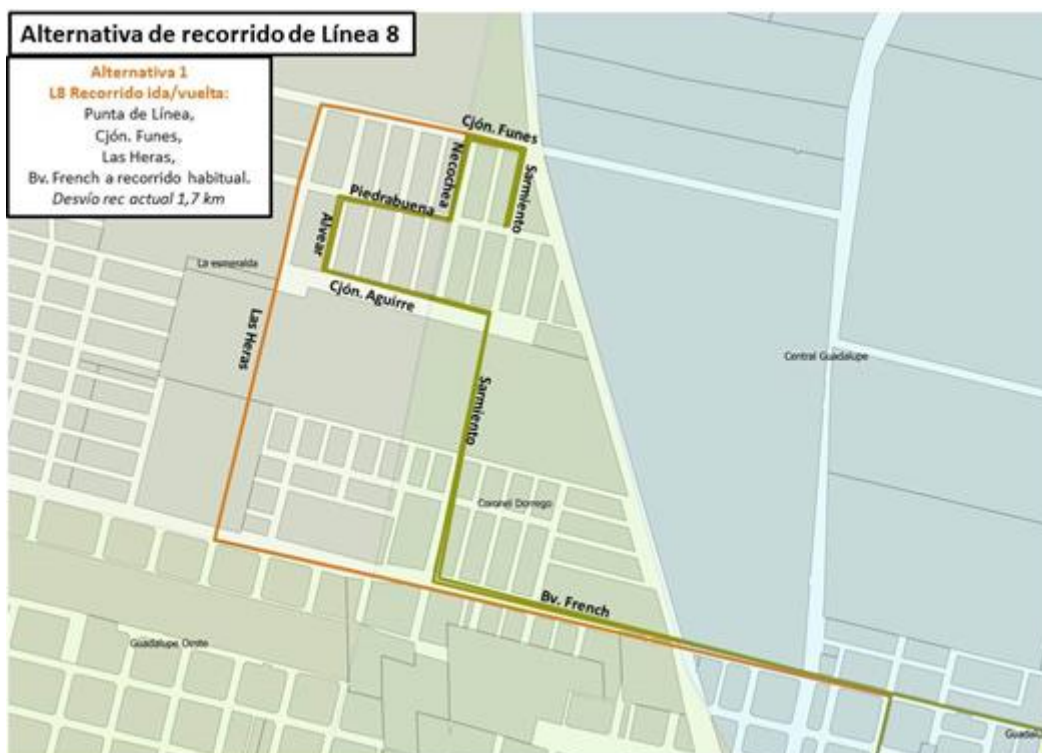 Alternativa de recorrido de Línea 8
Alternativa 1
L8 Recorrido ida/vuelta:
Punta de Línea,
Cjón. Funes,
Las Heras,
Bv. French a recorrido habitual.
Desvío rec actual 1,7 km
Cjón. Funes
Necochea
Sarmiento
Piedrabuena
Alvear
La esmeralda
Cjón. Aguirre
Las Heras
Central Guadalupe
Sarmiento
Coronel Dorrego
Bv. French
Guadalupe Oeste